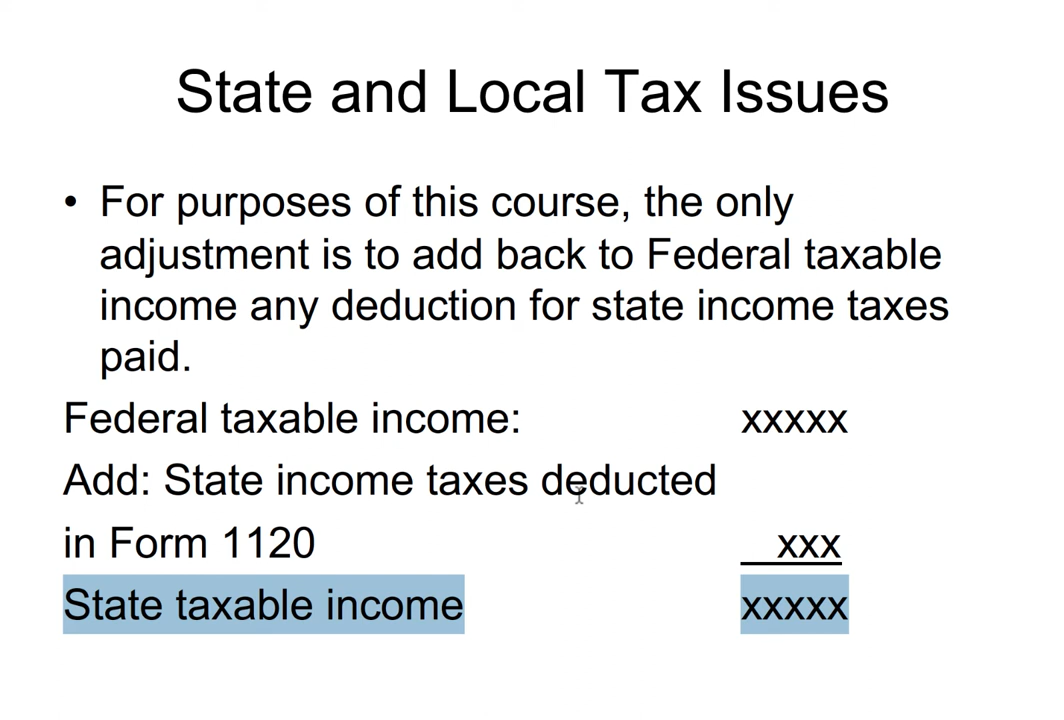 State and Local Tax Issues
• For purposes of this course, the only
adjustment is to add back to Federal taxable
income any deduction for state income taxes
paid.
Federal taxable income: xxxxx
Add: State income taxes deducted
in Form 1120 xxx
State taxable income xxxxx